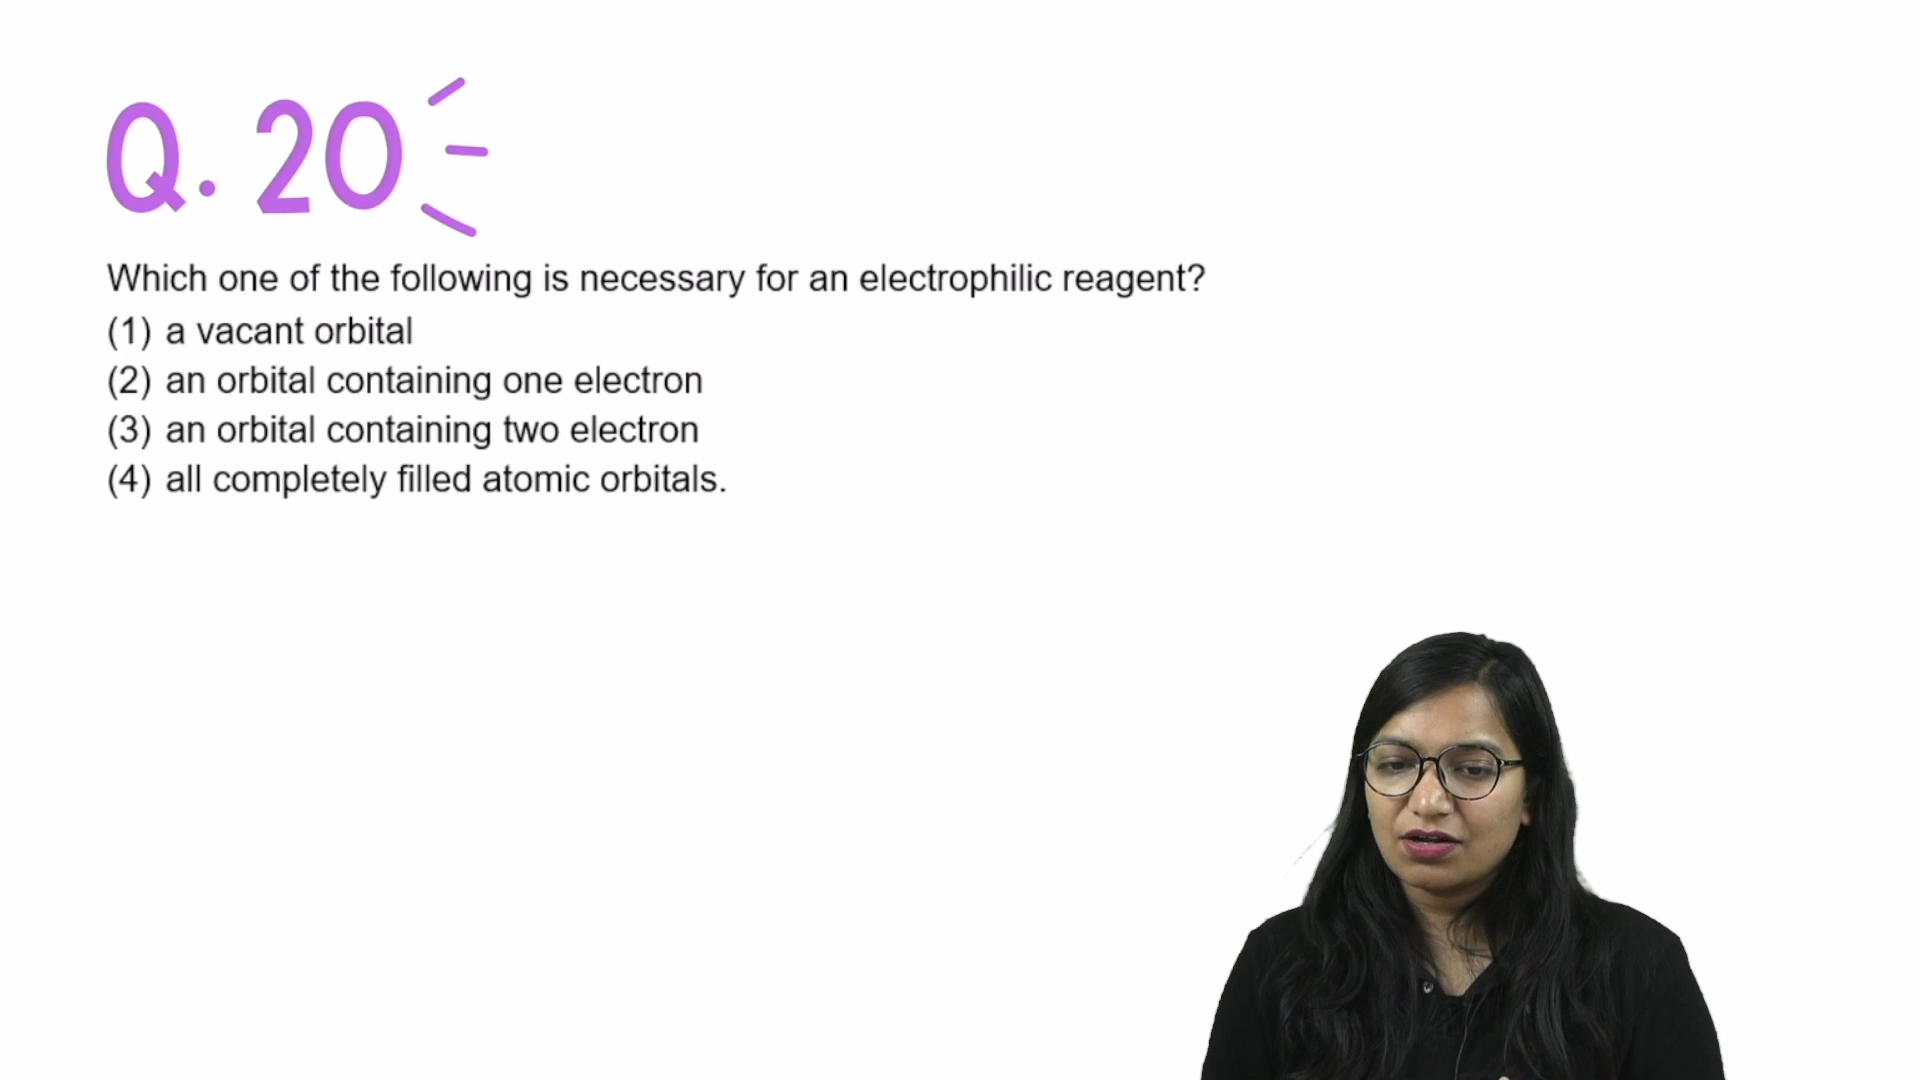 Q. 20
Which one of the following is necessary for an electrophilic reagent?
(1) a vacant orbital
(2) an orbital containing one electron
(3) an orbital containing two electron
(4) all completely filled atomic orbitals.